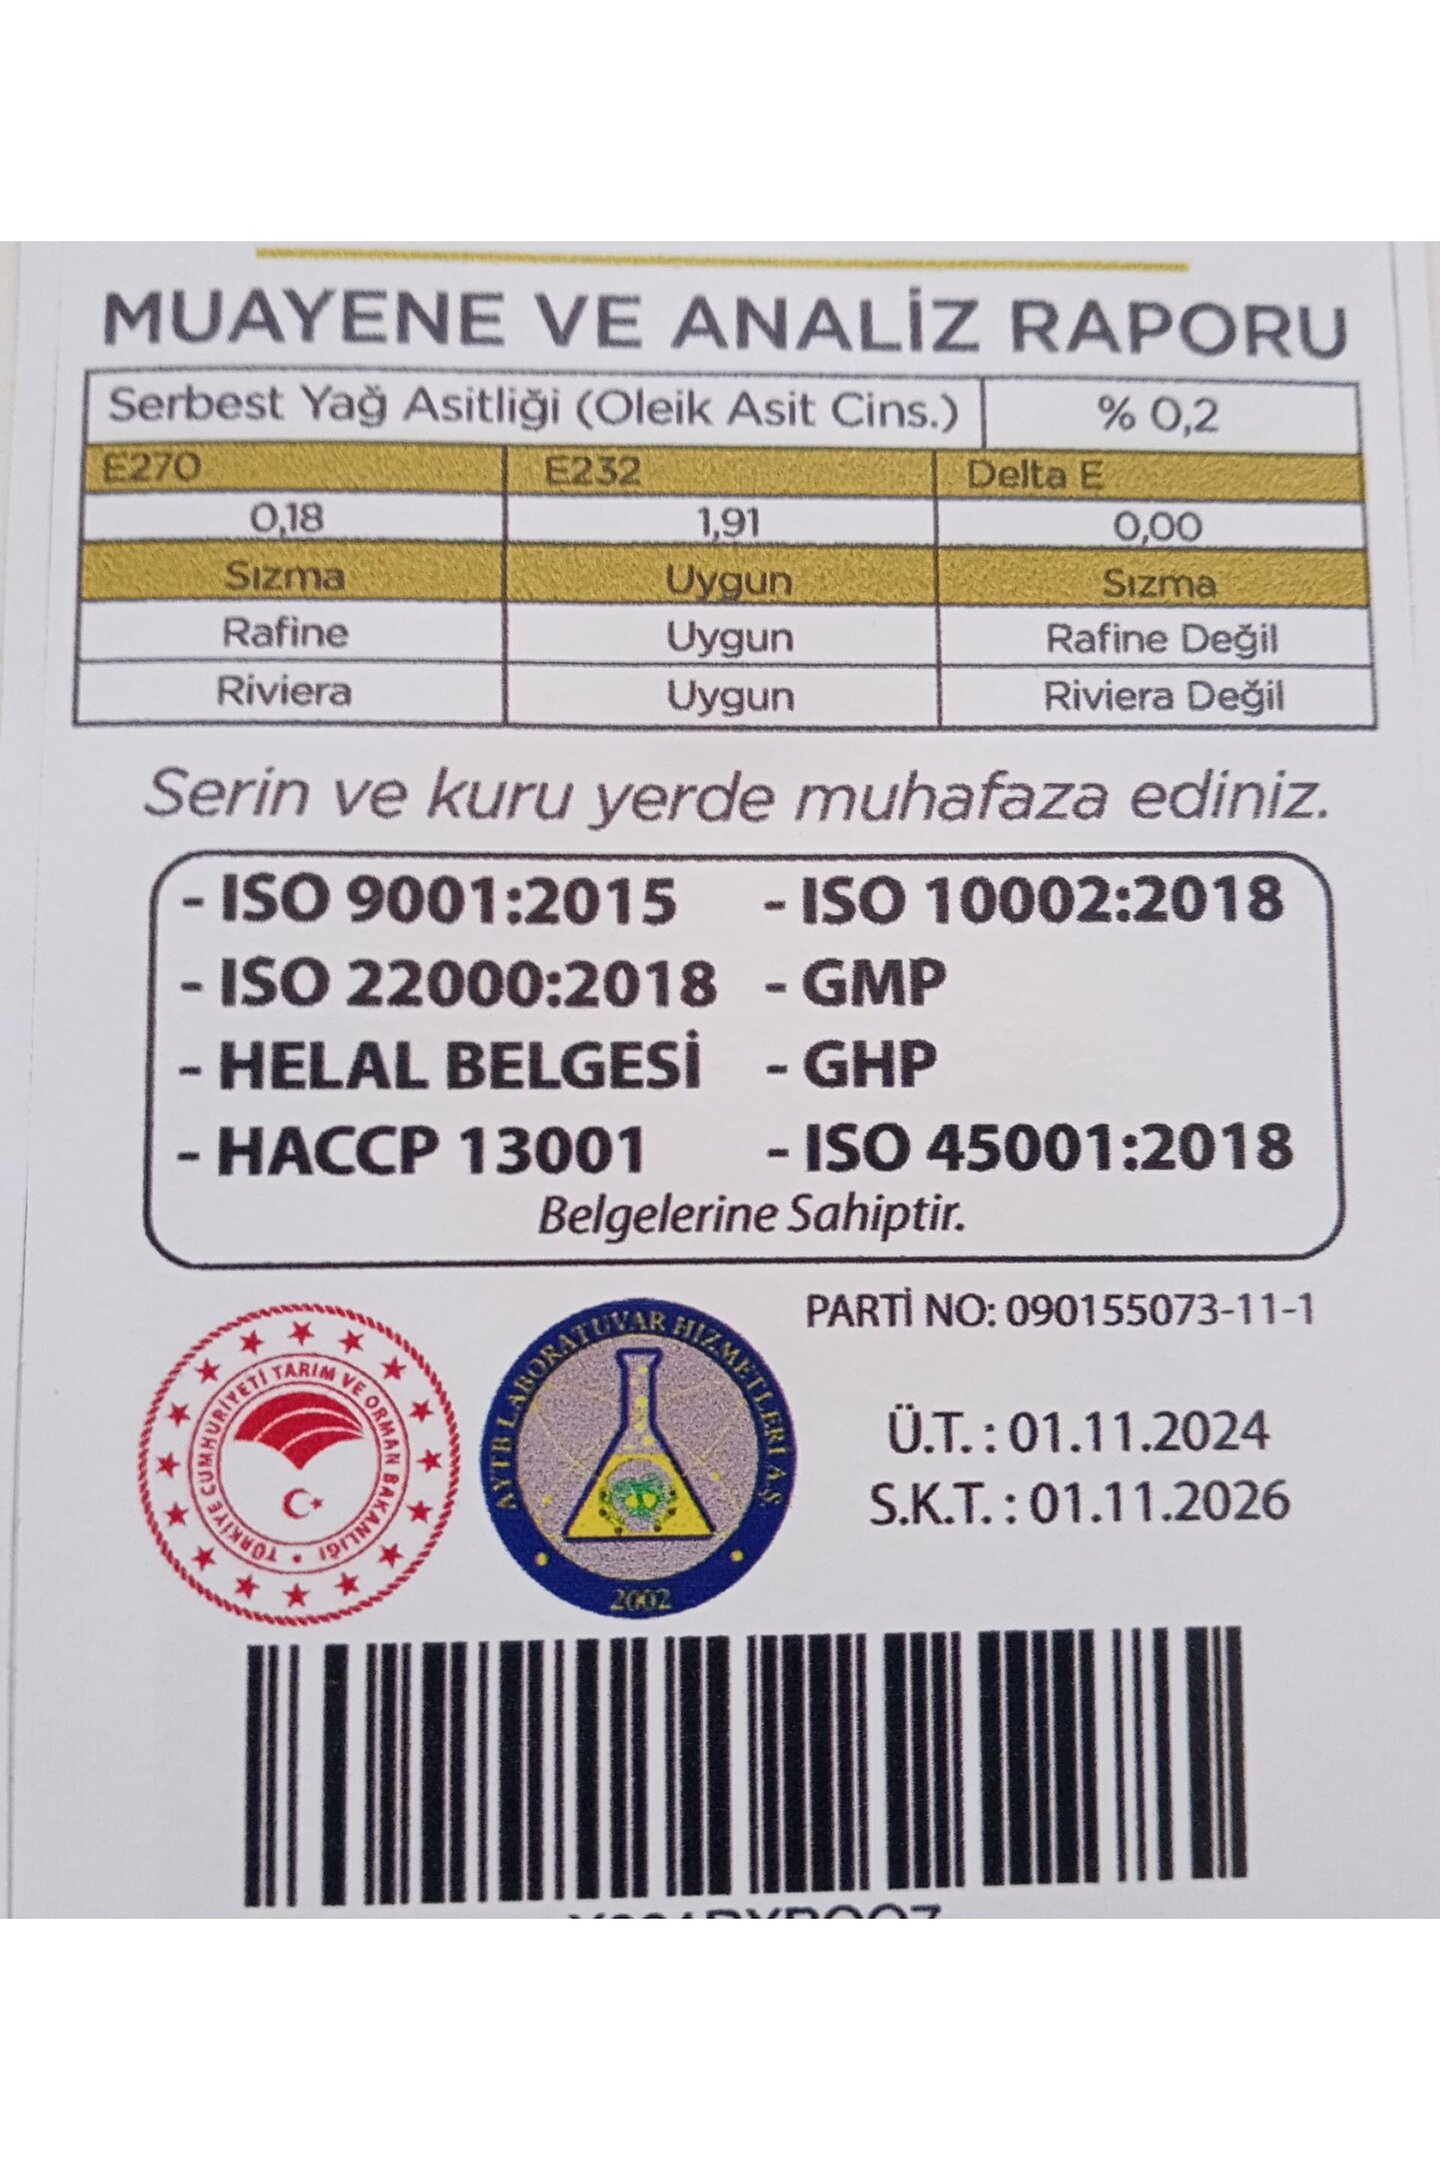 MUAYENE VE ANALİZ RAPORU
Serbest Yağ Asitliği (Oleik Asit Cins.) % 0,2
E270 E232 Delta E
0,18 1,91 0,00
Sızma Uygun Sızma
Rafine Uygun Rafine Değil
Riviera Uygun Riviera Değil
Serin ve kuru yerde muhafaza ediniz.
- ISO 9001:2015 - ISO 10002:2018
- ISO 22000:2018 - GMP
- HELAL BELGESİ - GHP
- HACCP 13001 - ISO 45001:2018
Belgelerine Sahiptir.
PARTİ NO: 090155073-11-1
TÜRKİYE CUMHURİYETİ TARIM VE ORMAN BAKANLIĞI
AYTB LABORATUVAR HİZMETLERİ A.Ş
2002
Ü.T. : 01.11.2024
S.K.T. : 01.11.2026